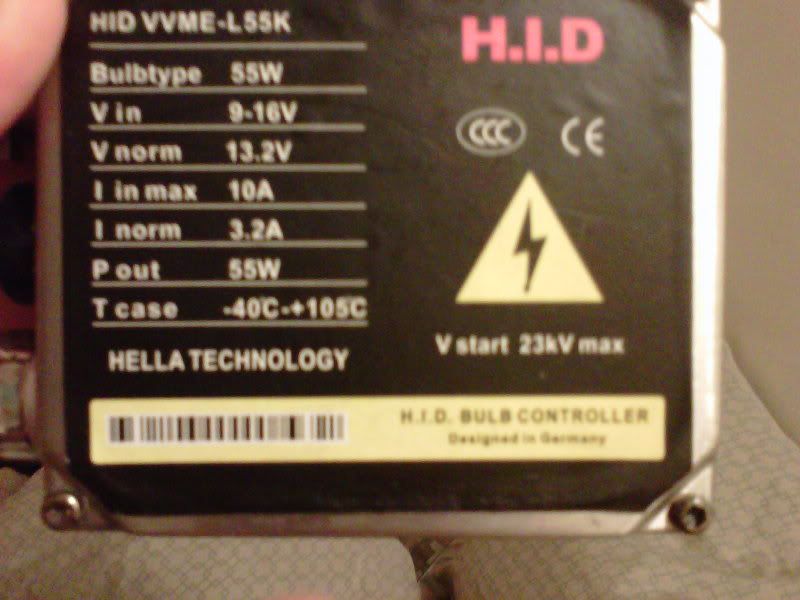 HID VVME-L55K
H.I.D
Bulbtype 55W
V in 9-16V
V norm 13.2V
I in max 10A
I norm 3.2A
P out 55W
T case -40C-+105C
CCC CE
V start 23kV max
HELLA TECHNOLOGY
H.I.D. BULB CONTROLLER
Designed in Germany